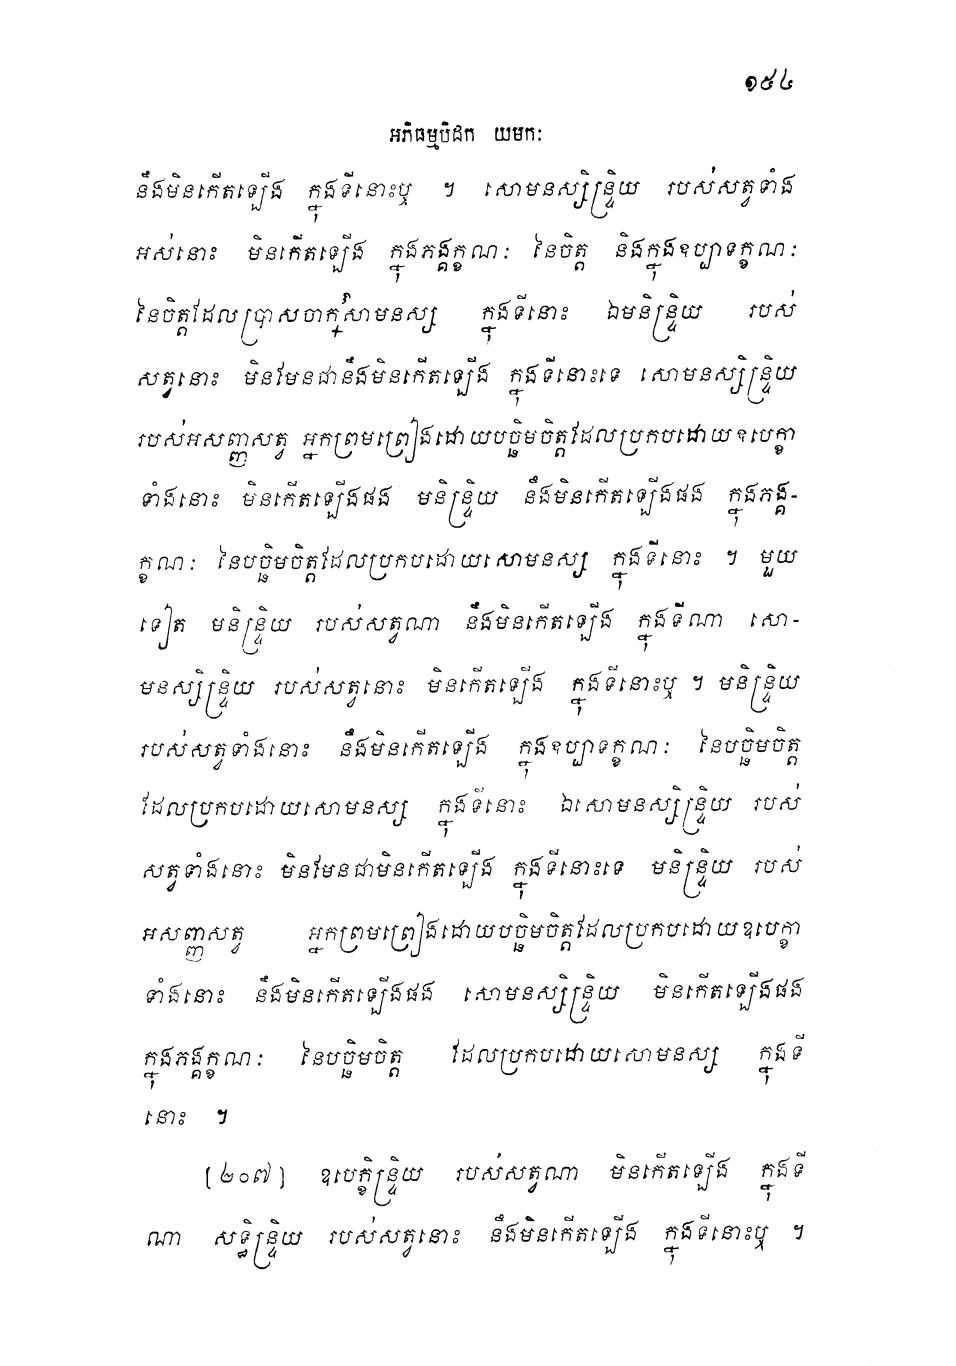 ១៥៤
អភិធម្មបិដក យមកៈ
នឹងមិនកើតឡើង ក្នុងទីនោះឬ ។ សោមនស្សិន្ទ្រិយ របស់សត្វទាំង
អស់នោះ មិនកើតឡើង ក្នុងភង្គក្ខណៈ នៃចិត្ត និងក្នុងឧប្បាទក្ខណៈ
នៃចិត្តដែលប្រាសចាកសោមនស្ស ក្នុងទីនោះ ឯមនិន្ទ្រិយ របស់
សត្វនោះ មិនមែនជានឹងមិនកើតឡើង ក្នុងទីនោះទេ សោមនស្សិន្ទ្រិយ
របស់អសញ្ញសត្វ អ្នកព្រមព្រៀងដោយបច្ឆិមចិត្តដែលប្រកបដោយឧបេក្ខា
ទាំងនោះ មិនកើតឡើងផង មនិន្ទ្រិយ នឹងមិនកើតឡើងផង ក្នុងភង្គ-
ក្ខណៈ នៃបច្ឆិមចិត្តដែលប្រកបដោយសោមនស្ស ក្នុងទីនោះ ។ មួយ
ទៀត មនិន្ទ្រិយ របស់សត្វណា នឹងមិនកើតឡើង ក្នុងទីណា សោ-
មនស្សិន្ទ្រិយ របស់សត្វនោះ មិនកើតឡើង ក្នុងទីនោះឬ ។ មនិន្ទ្រិយ
របស់សត្វទាំងនោះ នឹងមិនកើតឡើង ក្នុងឧប្បាទក្ខណៈ នៃបច្ឆិមចិត្ត
ដែលប្រកបដោយសោមនស្ស ក្នុងទីនោះ ឯសោមនស្សិន្ទ្រិយ របស់
សត្វទាំងនោះ មិនមែនជាមិនកើតឡើង ក្នុងទីនោះទេ មនិន្ទ្រិយ របស់
អសញ្ញសត្វ អ្នកព្រមព្រៀងដោយបច្ឆិមចិត្តដែលប្រកបដោយឧបេក្ខា
ទាំងនោះ នឹងមិនកើតឡើងផង សោមនស្សិន្ទ្រិយ មិនកើតឡើងផង
ក្នុងភង្គក្ខណៈ នៃបច្ឆិមចិត្ត ដែលប្រកបដោយសោមនស្ស ក្នុងទី
នោះ ។
[២០៧] ឧបេក្ខិន្ទ្រិយ របស់សត្វណា មិនកើតឡើង ក្នុងទី
ណា សទ្ធិន្ទ្រិយ របស់សត្វនោះ នឹងមិនកើតឡើង ក្នុងទីនោះឬ ។